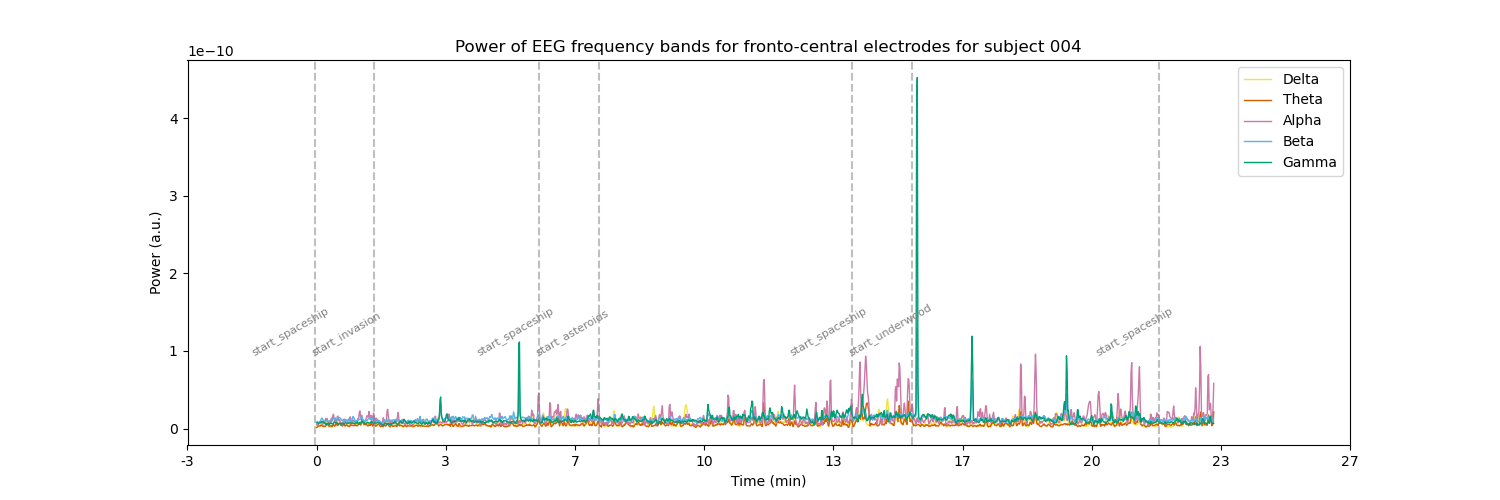 Power of EEG frequency bands for fronto-central electrodes for subject 004
1e−10
Delta
Theta
Alpha
Beta
Gamma
4
3
2
1
0
Power (a.u.)
start_spaceship
start_invasion
start_spaceship
start_asteroids
start_spaceship
start_underwood
start_spaceship
-3
0
3
7
10
13
17
20
23
27
Time (min)